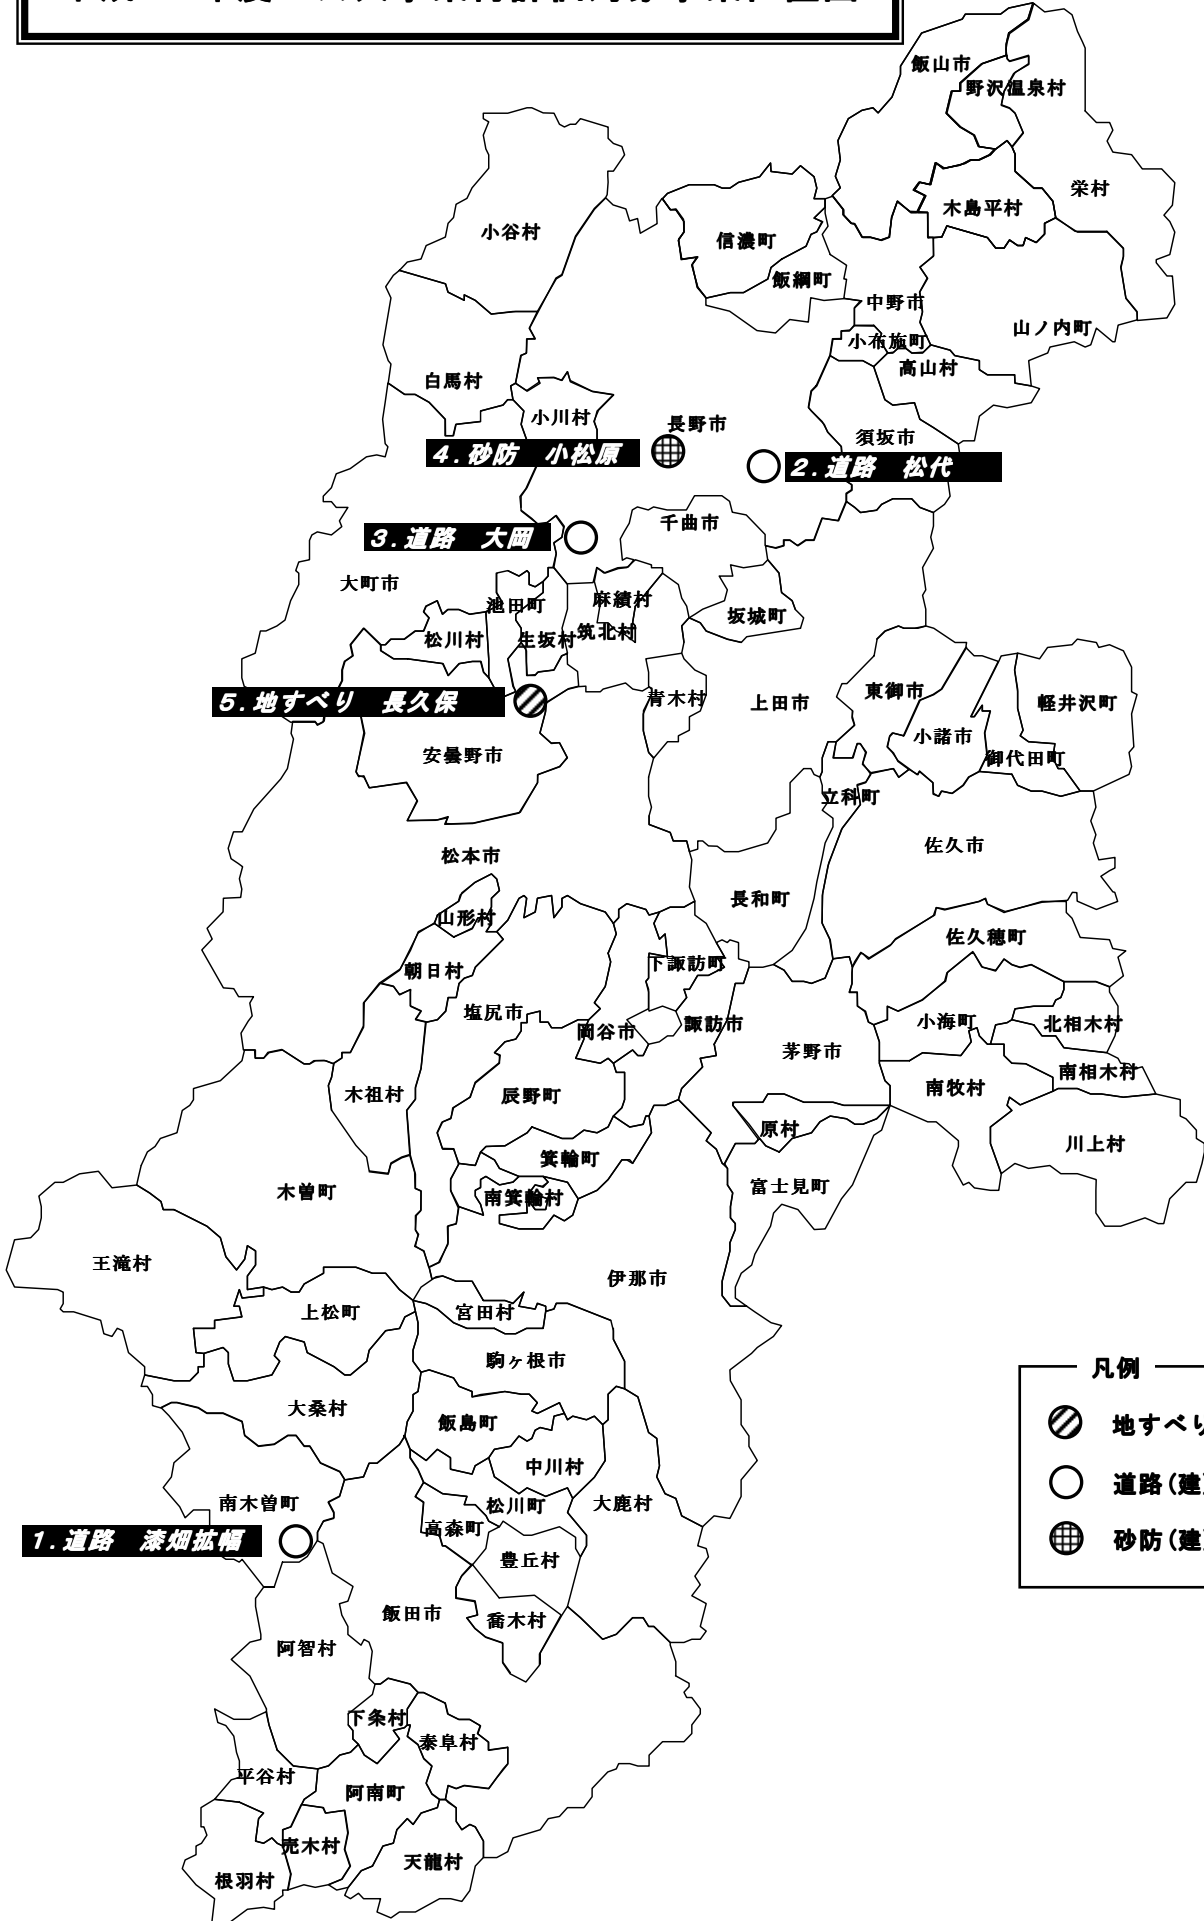 飯山市
野沢温泉村
栄村
木島平村
小谷村
信濃町
飯綱町
中野市
山ノ内町
小布施町
高山村
白馬村
小川村
長野市
須坂市
4.砂防 小松原
2.道路 松代
千曲市
3.道路 大岡
大町市
池田町
麻績村
坂城町
松川村
生坂村
筑北村
青木村
上田市
東御市
軽井沢町
5.地すべり 長久保
小諸市
安曇野市
御代田町
立科町
佐久市
松本市
長和町
山形村
佐久穂町
朝日村
下諏訪町
塩尻市
岡谷市
諏訪市
小海町
北相木村
茅野市
南相木村
木祖村
辰野町
南牧村
原村
川上村
箕輪町
木曽町
南箕輪村
富士見町
王滝村
伊那市
上松町
宮田村
駒ヶ根市
凡例
大桑村
飯島町
地すべり
中川村
道路(建
南木曽町
松川町
大鹿村
高森町
砂防(建
1.道路 漆畑拡幅
豊丘村
飯田市
喬木村
阿智村
下条村
泰阜村
平谷村
阿南町
売木村
天龍村
根羽村